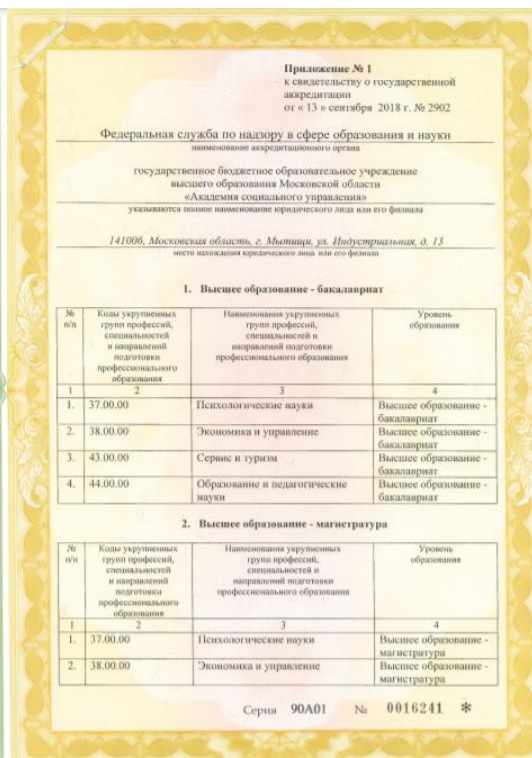 Приложение № 1
к свидетельству о государственной
аккредитации
от « 13 » сентября 2018 г. № 2902
Федеральная служба по надзору в сфере образования и науки
наименование аккредитационного органа
государственное бюджетное образовательное учреждение
высшего образования Московской области
«Академия социального управления»
указываются полное наименование юридического лица или его филиала
141006, Московская область, г. Мытищи, ул. Индустриальная, д. 13
место нахождения юридического лица или его филиала
1. Высшее образование - бакалавриат
№ п/п Коды укрупненных групп профессий, специальностей и направлений подготовки профессионального образования Наименования укрупненных групп профессий, специальностей и направлений подготовки профессионального образования Уровень образования
1 2 3 4
1. 37.00.00 Психологические науки Высшее образование - бакалавриат
2. 38.00.00 Экономика и управление Высшее образование - бакалавриат
3. 43.00.00 Сервис и туризм Высшее образование - бакалавриат
4. 44.00.00 Образование и педагогические науки Высшее образование - бакалавриат
2. Высшее образование - магистратура
№ п/п Коды укрупненных групп профессий, специальностей и направлений подготовки профессионального образования Наименования укрупненных групп профессий, специальностей и направлений подготовки профессионального образования Уровень образования
1 2 3 4
1. 37.00.00 Психологические науки Высшее образование - магистратура
2. 38.00.00 Экономика и управление Высшее образование - магистратура
Серия 90А01 № 0016241 *